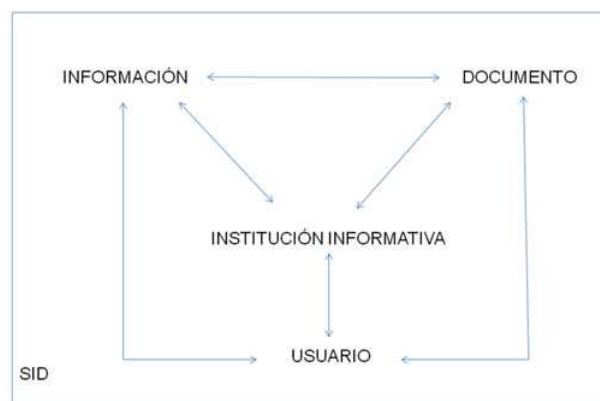 INFORMACIÓN
DOCUMENTO
INSTITUCIÓN INFORMATIVA
USUARIO
SID